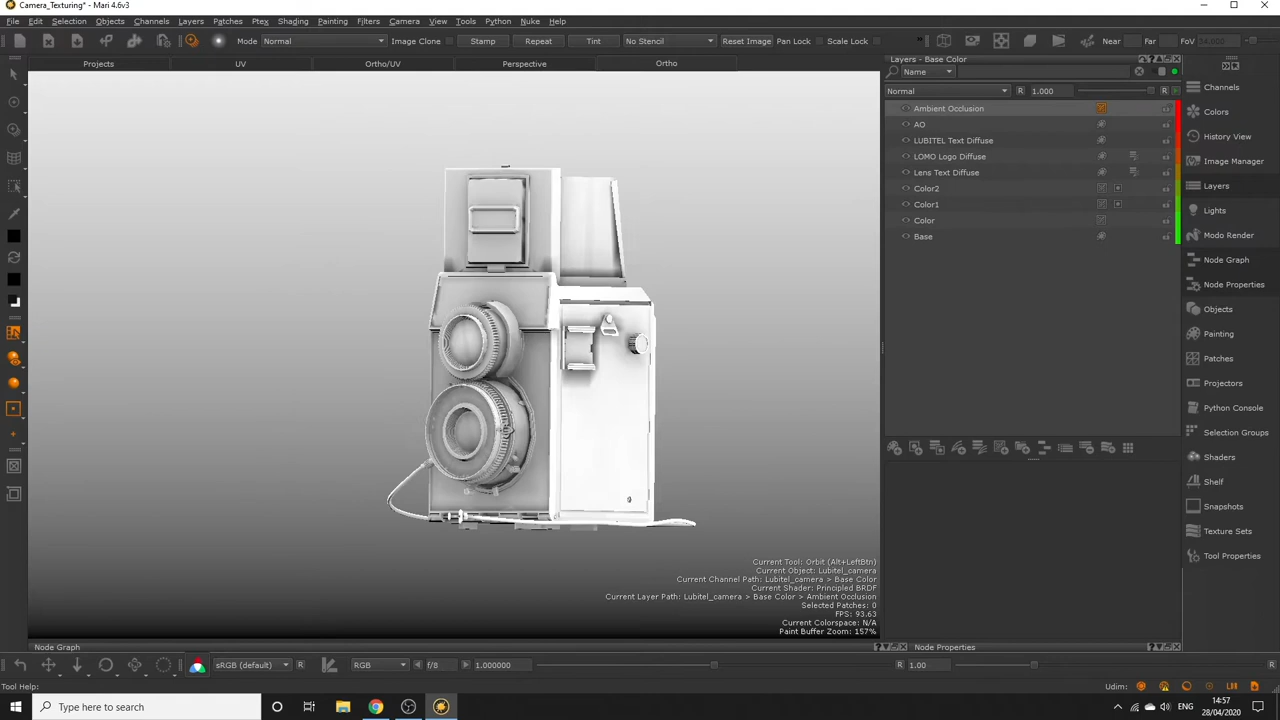 Camera_Texturing* - Mari 4.6v3
File Edit Selection Objects Channels Layers Patches Ptex Shading Painting Filters Camera View Tools Python Nuke Help
Mode Normal Image Clone Stamp Repeat Tint No Stencil Reset Image Pan Lock Scale Lock » Near Far FoV 24.000
Projects UV Ortho/UV Perspective Ortho
Layers - Base Color
Name
Normal R 1.000 R
Ambient Occlusion
AO
LUBITEL Text Diffuse
LOMO Logo Diffuse
Lens Text Diffuse
Color2
Color1
Color
Base
Channels
Colors
History View
Image Manager
Layers
Lights
Modo Render
Node Graph
Node Properties
Objects
Painting
Patches
Projectors
Python Console
Selection Groups
Shaders
Shelf
Snapshots
Texture Sets
Tool Properties
Current Tool: Orbit (Alt+LeftBtn)
Current Object: Lubitel_camera
Current Channel Path: Lubitel_camera > Base Color
Current Shader: Principled BRDF
Current Layer Path: Lubitel_camera > Base Color > Ambient Occlusion
Selected Patches: 0
FPS: 93.63
Current Colorspace: N/A
Paint Buffer Zoom: 157%
Node Graph Node Properties
sRGB (default) R RGB f/8 1.000000 R 1.00 R
Tool Help: Udim:
Type here to search
ENG
14:57
28/04/2020